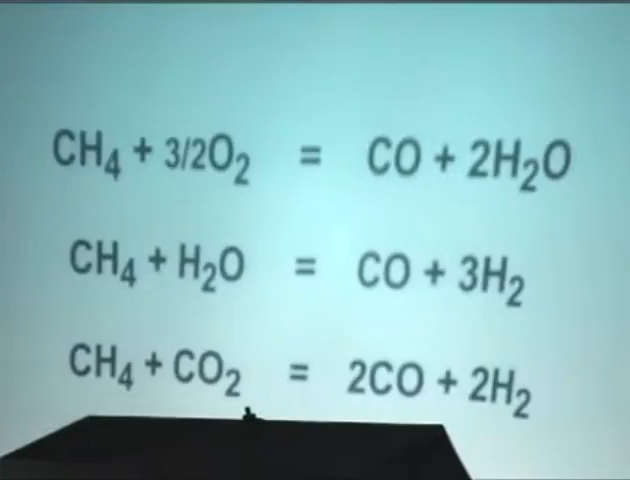 CH₄ + 3/2O₂ = CO + 2H₂O
CH₄ + H₂O = CO + 3H₂
CH₄ + CO₂ = 2CO + 2H₂